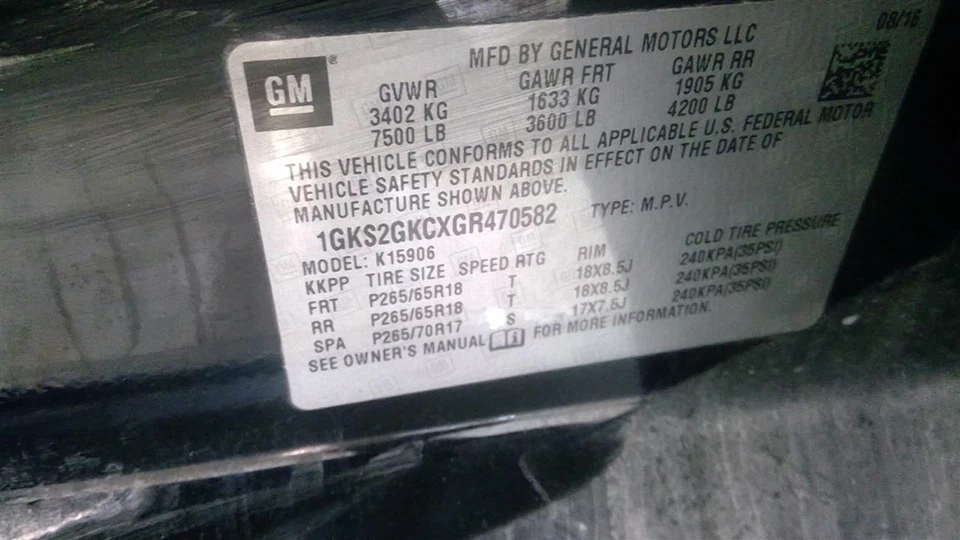 08/16
GM ®
MFD BY GENERAL MOTORS LLC
GVWR GAWR FRT GAWR RR
3402 KG 1633 KG 1905 KG
7500 LB 3600 LB 4200 LB
THIS VEHICLE CONFORMS TO ALL APPLICABLE U.S. FEDERAL MOTOR
VEHICLE SAFETY STANDARDS IN EFFECT ON THE DATE OF
MANUFACTURE SHOWN ABOVE.
1GKS2GKCXGR470582 TYPE: M.P.V.
MODEL: K15906
KKPP TIRE SIZE SPEED RTG RIM COLD TIRE PRESSURE
FRT P265/65R18 T 18X8.5J 240KPA(35PSI)
RR P265/65R18 T 18X8.5J 240KPA(35PSI)
SPA P265/70R17 S 17X7.5J 240KPA(35PSI)
SEE OWNER'S MANUAL FOR MORE INFORMATION.